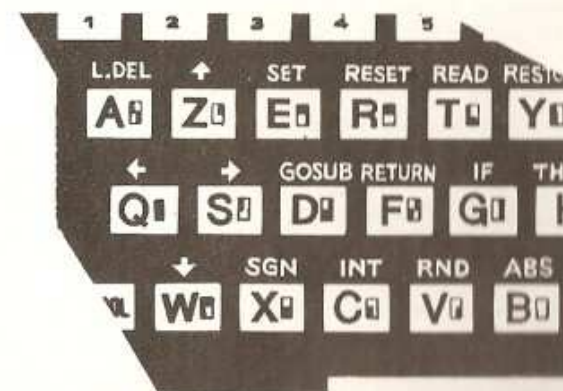 1 2 3 4 5
L.DEL ↑ SET RESET READ
A Z E R T Y
← → GOSUB RETURN IF
Q S D F G
↓ SGN INT RND ABS
W X C V B